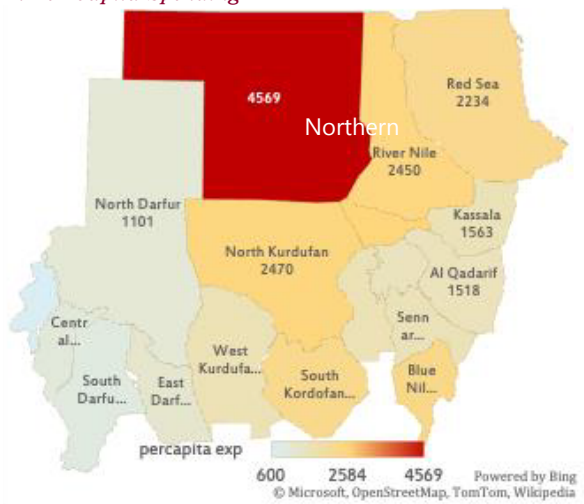 4569
Northern
Red Sea
2234
River Nile
2450
North Darfur
1101
Kassala
1563
North Kurdufan
2470
Al Qadarif
1518
Centr
al...
Senn
ar...
West
Kurdufa...
South
Darfu...
East
Darf...
South
Kordofan...
Blue
Nil...
percapita exp
600 2584 4569
Powered by Bing
© Microsoft, OpenStreetMap, TomTom, Wikipedia